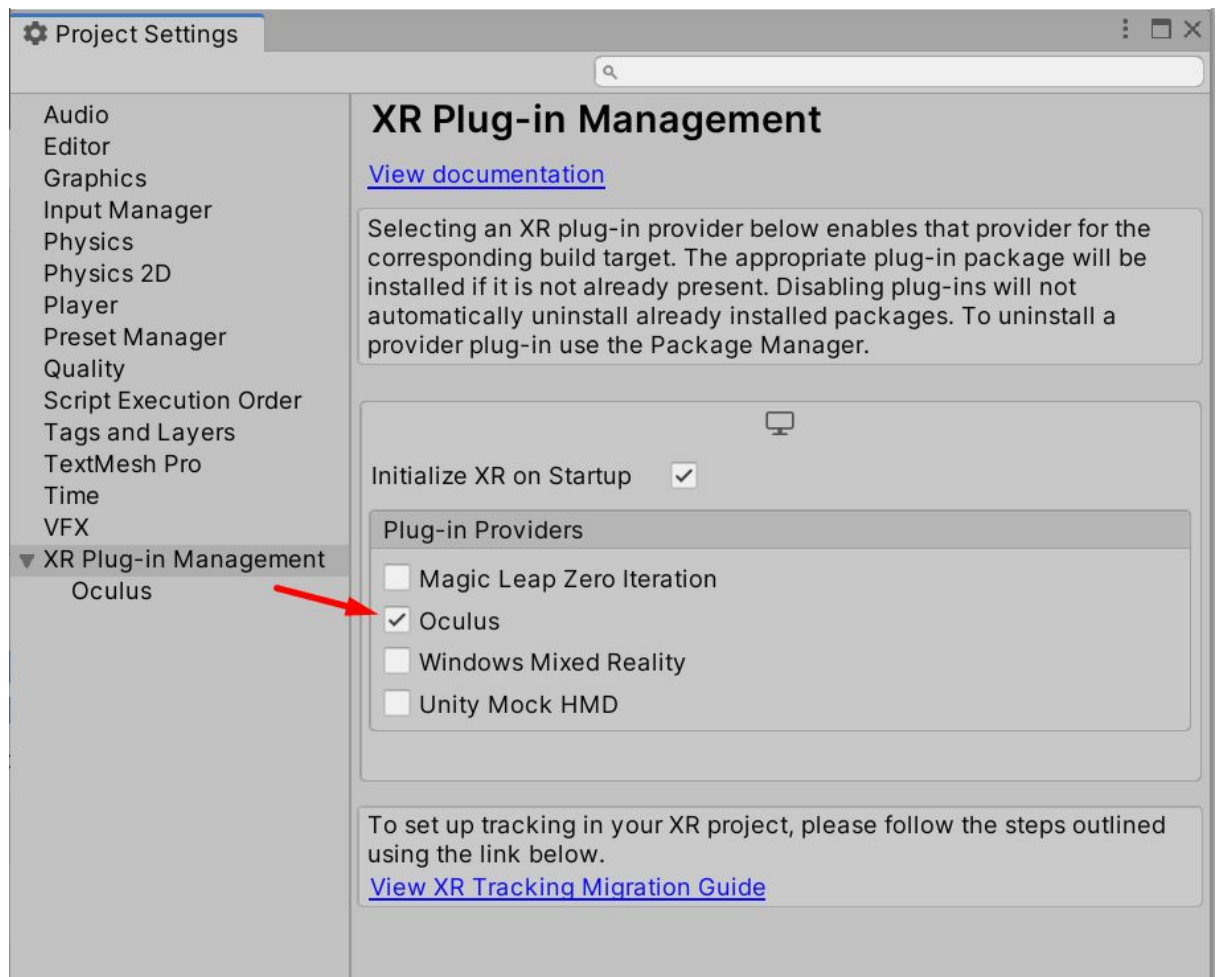 Project Settings
Audio
Editor
Graphics
Input Manager
Physics
Physics 2D
Player
Preset Manager
Quality
Script Execution Order
Tags and Layers
TextMesh Pro
Time
VFX
XR Plug-in Management
Oculus
XR Plug-in Management
View documentation
Selecting an XR plug-in provider below enables that provider for the
corresponding build target. The appropriate plug-in package will be
installed if it is not already present. Disabling plug-ins will not
automatically uninstall already installed packages. To uninstall a
provider plug-in use the Package Manager.
Initialize XR on Startup
Plug-in Providers
Magic Leap Zero Iteration
Oculus
Windows Mixed Reality
Unity Mock HMD
To set up tracking in your XR project, please follow the steps outlined
using the link below.
View XR Tracking Migration Guide